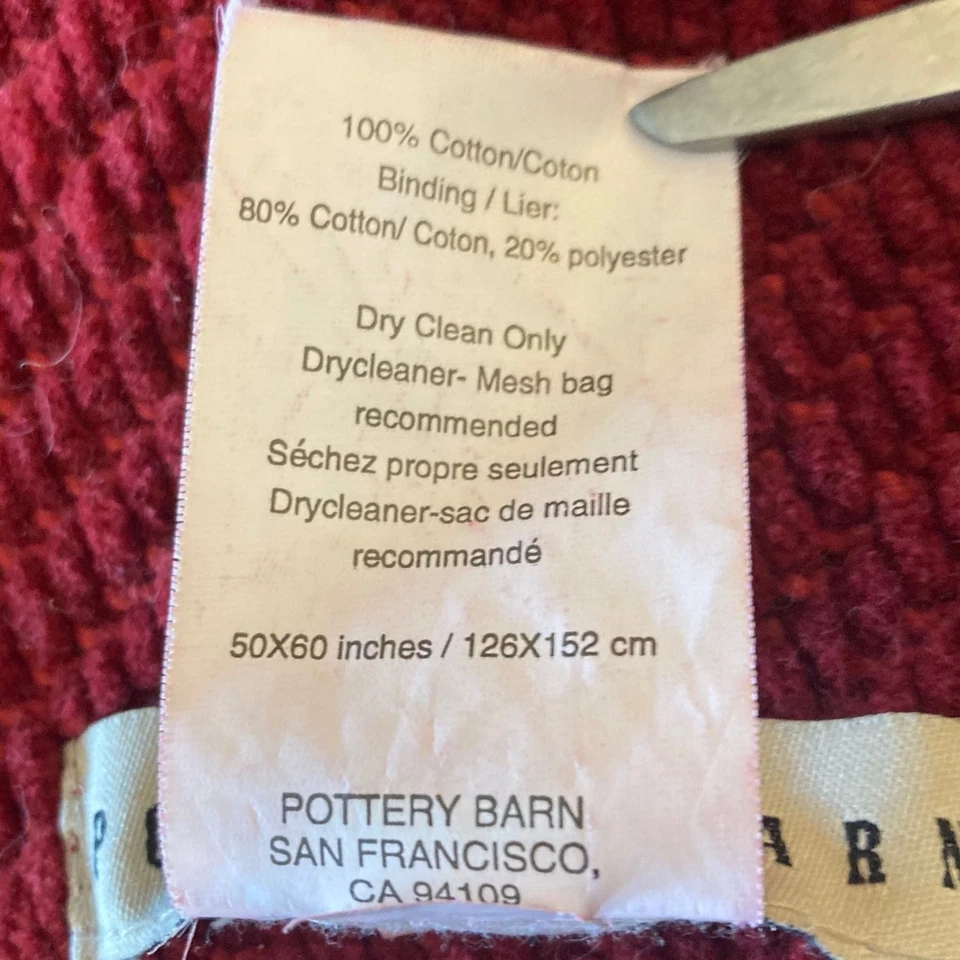 100% Cotton/Coton
Binding / Lier:
80% Cotton/ Coton, 20% polyester
Dry Clean Only
Drycleaner- Mesh bag
recommended
Séchez propre seulement
Drycleaner-sac de maille
recommandé
50X60 inches / 126X152 cm
POTTERY BARN
SAN FRANCISCO,
CA 94109
P ARN